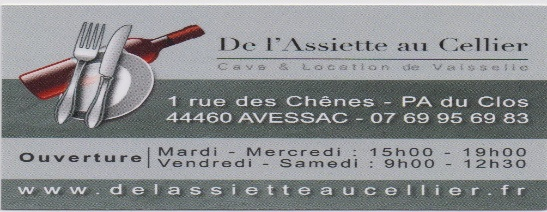 De l'Assiette au Cellier
Cave & Location de Vaisselle
1 rue des Chênes - PA du Clos
44460 AVESSAC - 07 69 95 69 83
Ouverture
Mardi - Mercredi : 15h00 - 19h00
Vendredi - Samedi : 9h00 - 12h30
www.delassietteaucellier.fr